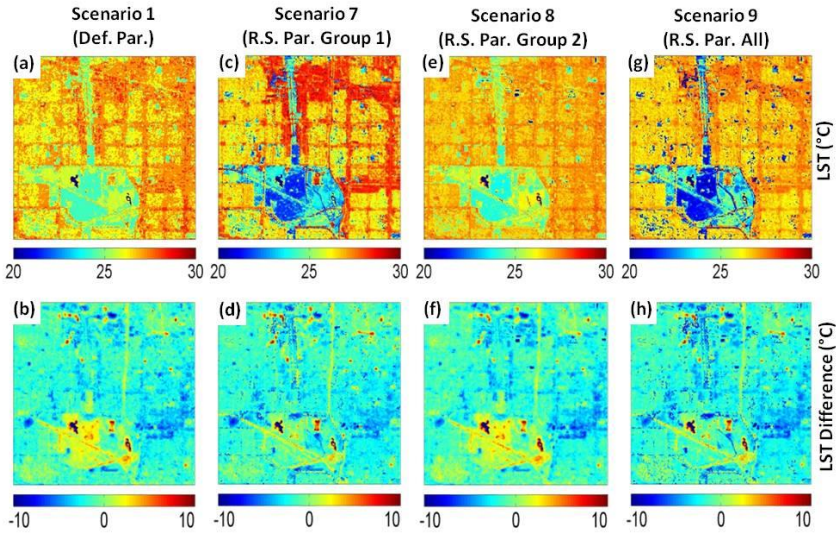 Scenario 1
(Def. Par.)
Scenario 7
(R.S. Par. Group 1)
Scenario 8
(R.S. Par. Group 2)
Scenario 9
(R.S. Par. All)
(a)
(c)
(e)
(g)
LST (°C)
20 25 30
20 25 30
20 25 30
20 25 30
(b)
(d)
(f)
(h)
LST Difference (°C)
-10 0 10
-10 0 10
-10 0 10
-10 0 10